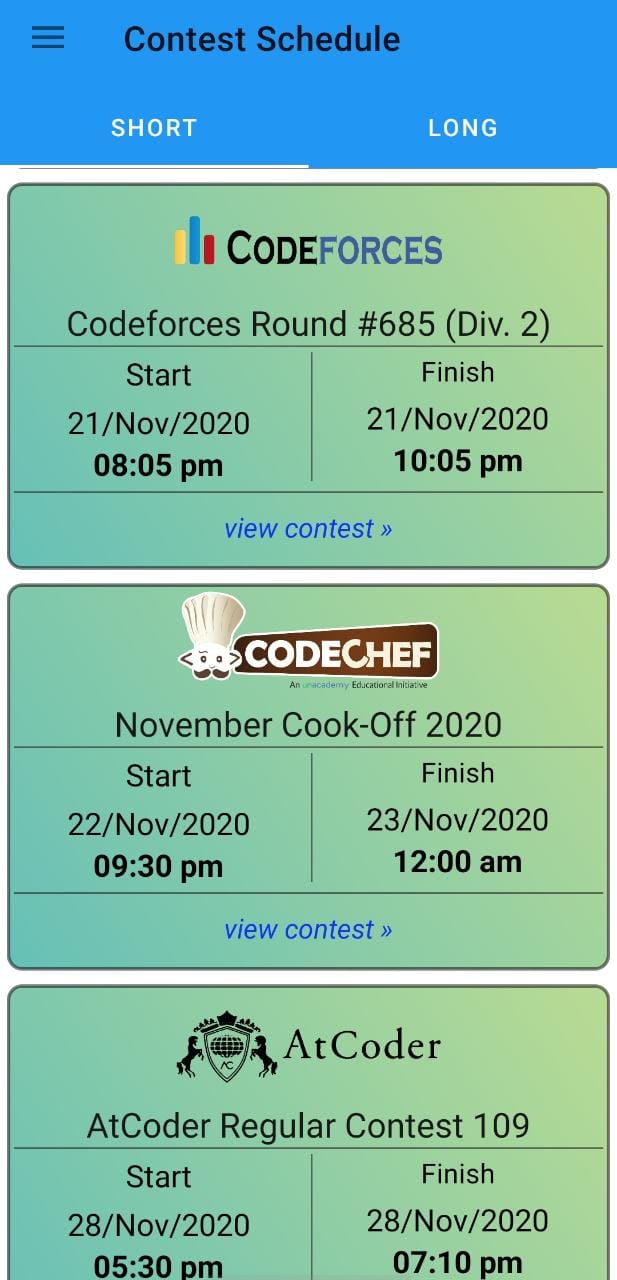 Contest Schedule
SHORT LONG
CODEFORCES
Codeforces Round #685 (Div. 2)
Start Finish
21/Nov/2020 21/Nov/2020
08:05 pm 10:05 pm
view contest »
CODECHEF
An unacademy Educational Initiative
November Cook-Off 2020
Start Finish
22/Nov/2020 23/Nov/2020
09:30 pm 12:00 am
view contest »
AtCoder
AC
AtCoder Regular Contest 109
Start Finish
28/Nov/2020 28/Nov/2020
05:30 pm 07:10 pm